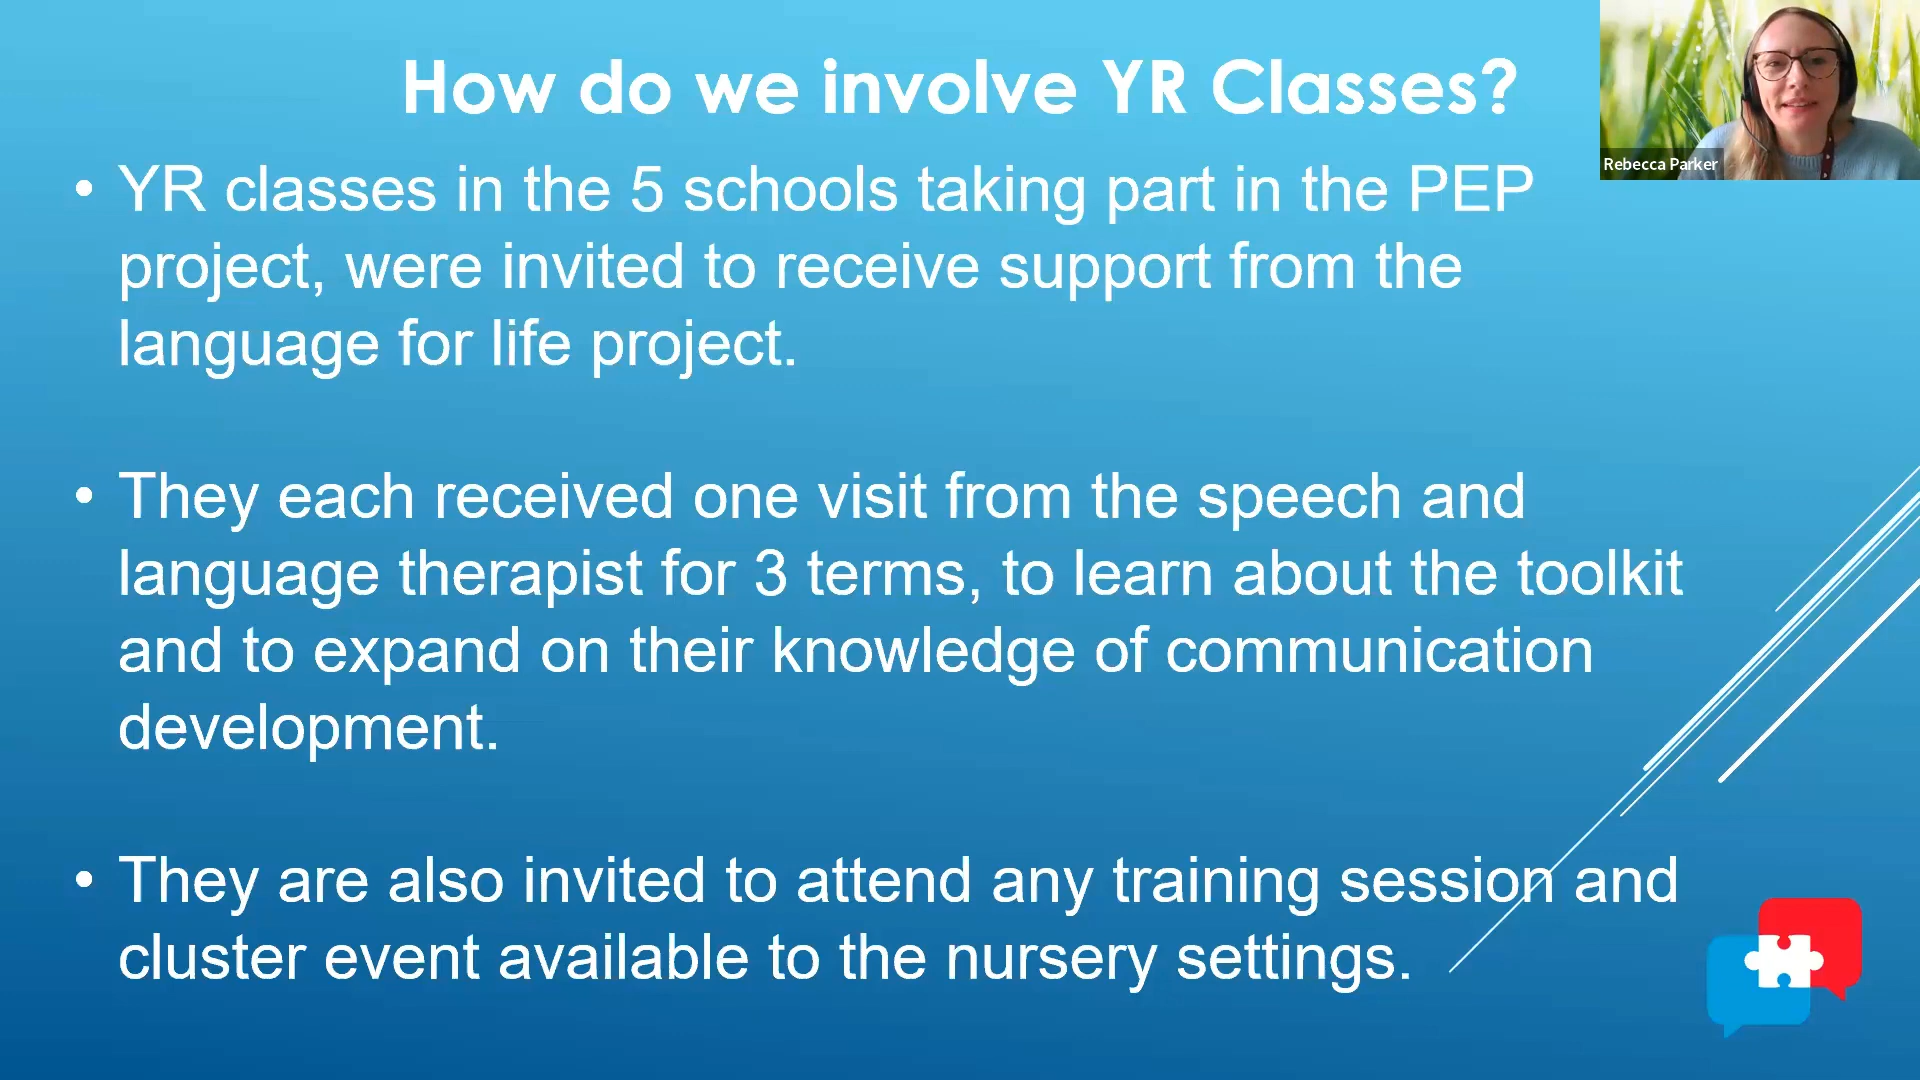 How do we involve YR Classes?
• YR classes in the 5 schools taking part in the PEP
project, were invited to receive support from the
language for life project.
• They each received one visit from the speech and
language therapist for 3 terms, to learn about the toolkit
and to expand on their knowledge of communication
development.
• They are also invited to attend any training session and
cluster event available to the nursery settings.
Rebecca Parker